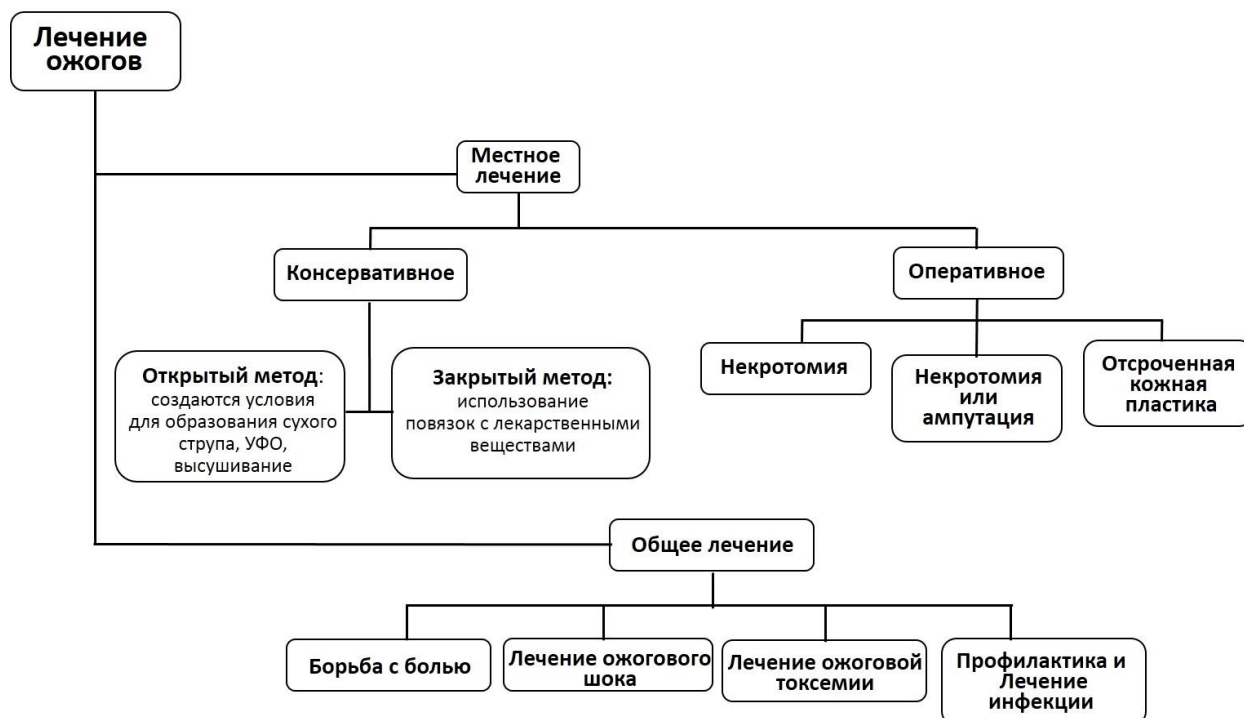 Лечение
ожогов
Местное
лечение
Консервативное
Оперативное
Открытый метод:
создаются условия
для образования сухого
струпа, УФО,
высушивание
Закрытый метод:
использование
повязок с лекарственными
веществами
Некротомия
Некротомия
или
ампутация
Отсроченная
кожная
пластика
Общее лечение
Борьба с болью
Лечение ожогового
шока
Лечение ожоговой
токсемии
Профилактика и
Лечение
инфекции